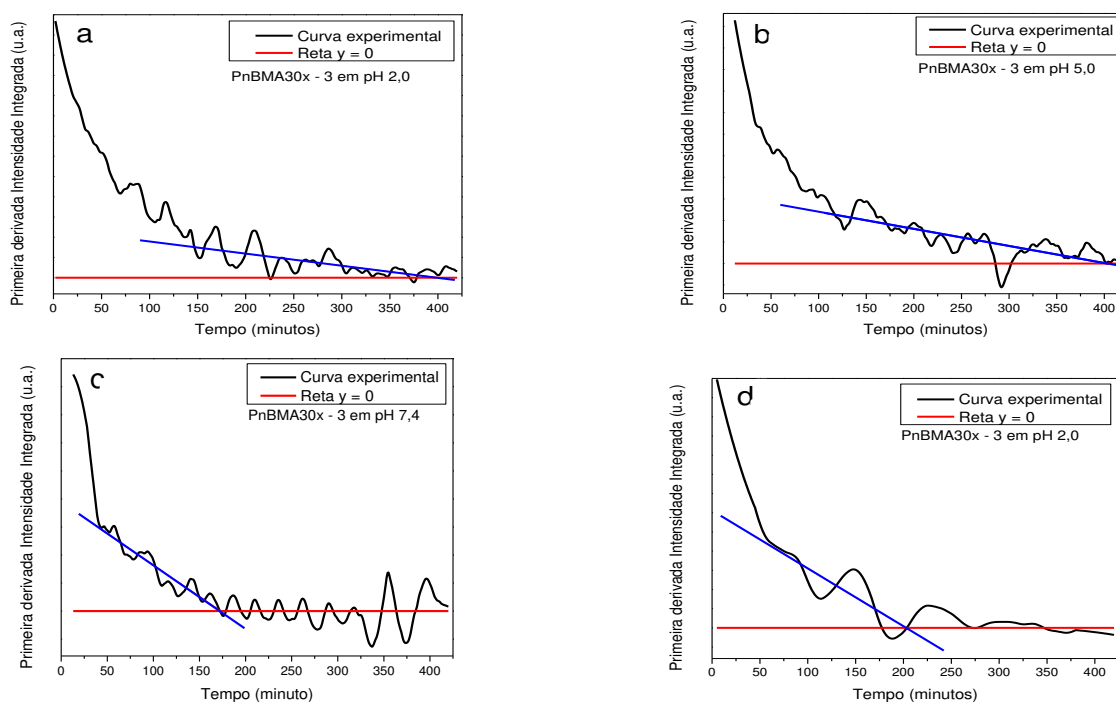 a
Curva experimental
Reta y = 0
PnBMA30x - 3 em pH 2,0
Primeira derivada Intensidade Integrada (u.a.)
0 50 100 150 200 250 300 350 400
Tempo (minutos)
b
Curva experimental
Reta y = 0
PnBMA30x - 3 em pH 5,0
Primeira derivada Intensidade Integrada (u.a.)
0 50 100 150 200 250 300 350 400
Tempo (minutos)
c
Curva experimental
Reta y = 0
PnBMA30x - 3 em pH 7,4
Primeira derivada Intensidade Integrada (u.a.)
0 50 100 150 200 250 300 350 400
Tempo (minuto)
d
Curva experimental
Reta y = 0
PnBMA30x - 3 em pH 2,0
Primeira derivada Intensidade Integrada (u.a.)
0 50 100 150 200 250 300 350 400
Tempo (minutos)